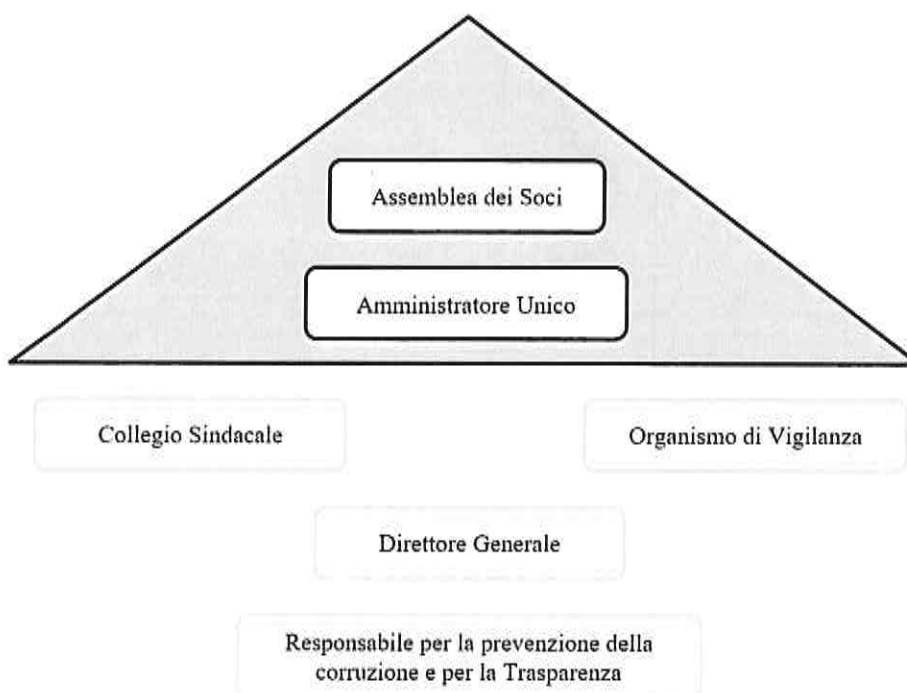 Assemblea dei Soci
Amministratore Unico
Collegio Sindacale
Organismo di Vigilanza
Direttore Generale
Responsabile per la prevenzione della
corruzione e per la Trasparenza